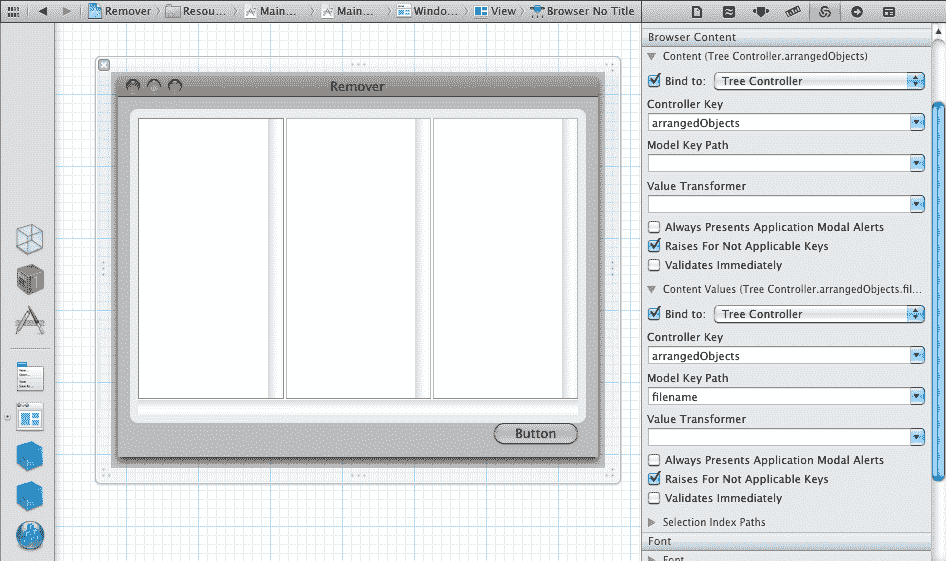 Remover
Resou...
Main...
Main...
Windo...
View
Browser No Title
Remover
Button
Browser Content
Content (Tree Controller.arrangedObjects)
Bind to: Tree Controller
Controller Key
arrangedObjects
Model Key Path
Value Transformer
Always Presents Application Modal Alerts
Raises For Not Applicable Keys
Validates Immediately
Content Values (Tree Controller.arrangedObjects.fil...
Bind to: Tree Controller
Controller Key
arrangedObjects
Model Key Path
filename
Value Transformer
Always Presents Application Modal Alerts
Raises For Not Applicable Keys
Validates Immediately
Selection Index Paths
Font
Font